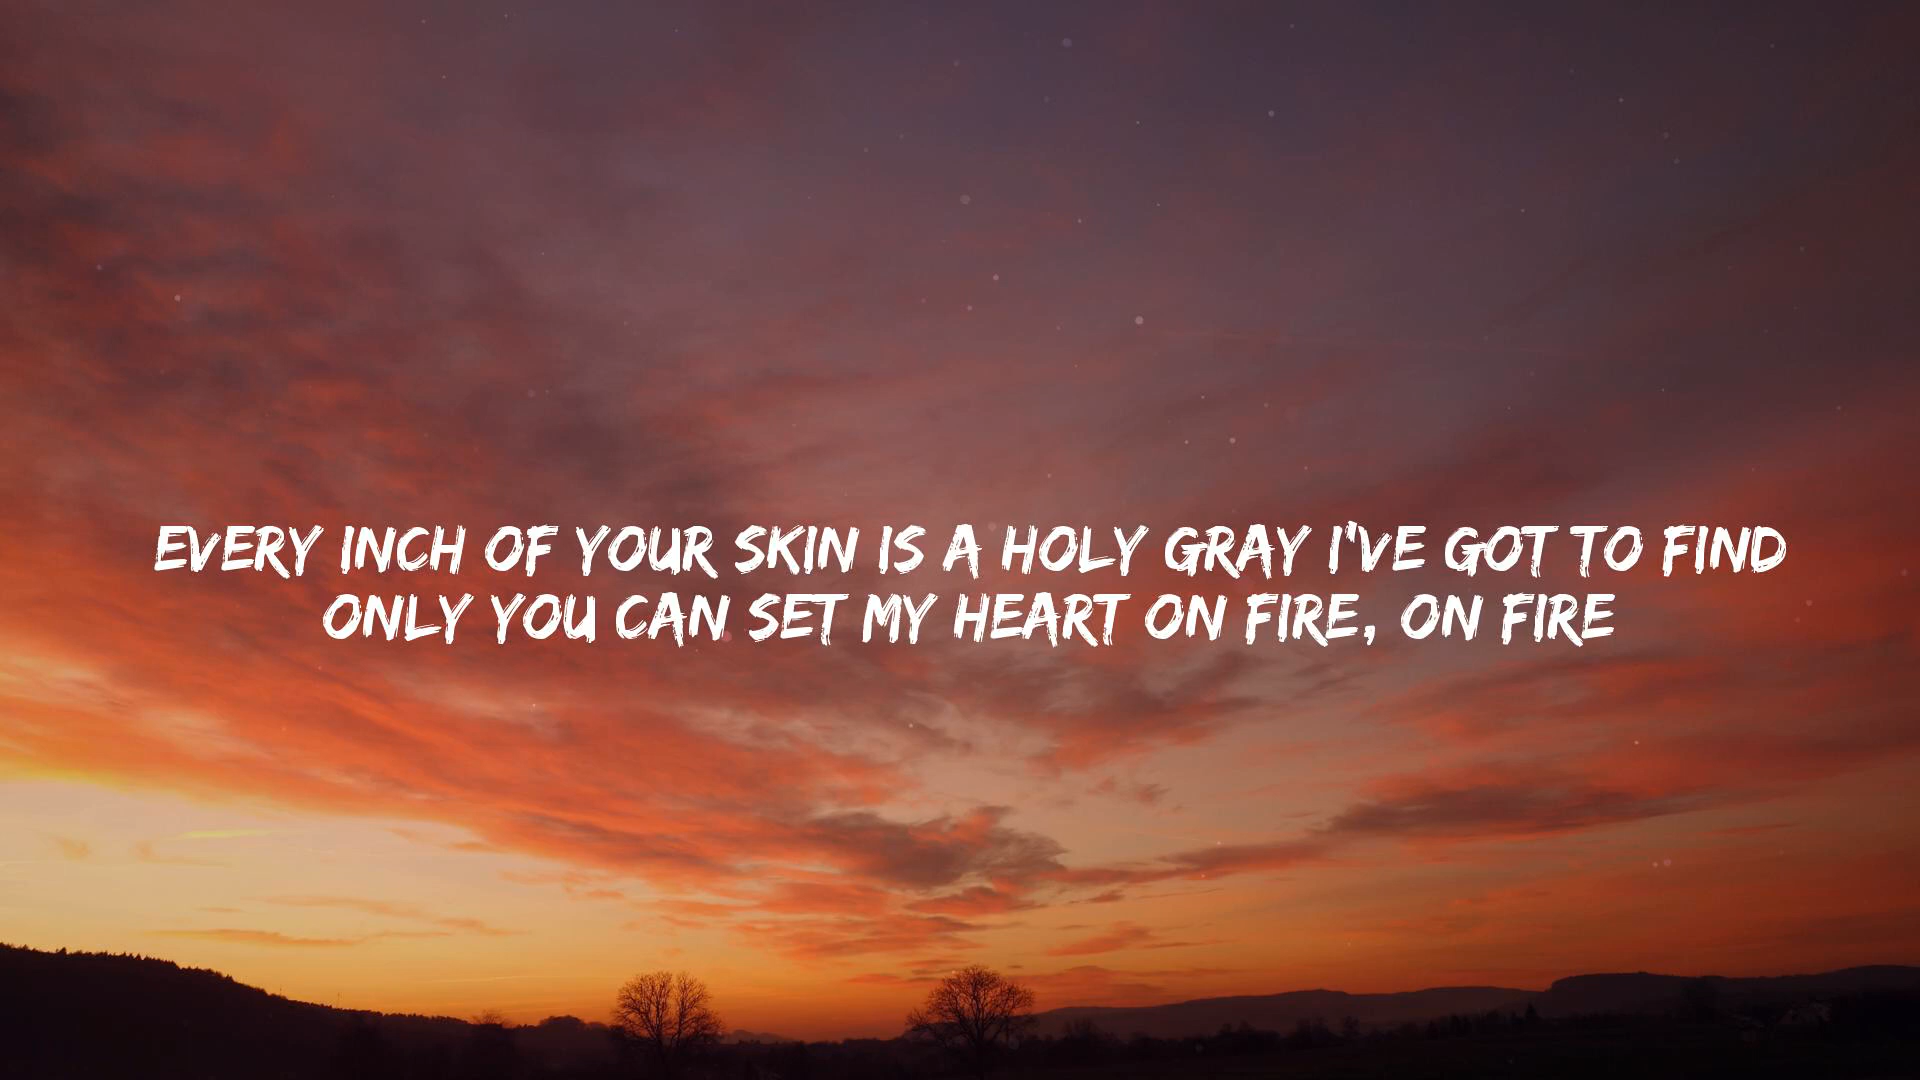 EVERY INCH OF YOUR SKIN IS A HOLY GRAY I'VE GOT TO FIND
ONLY YOU CAN SET MY HEART ON FIRE, ON FIRE